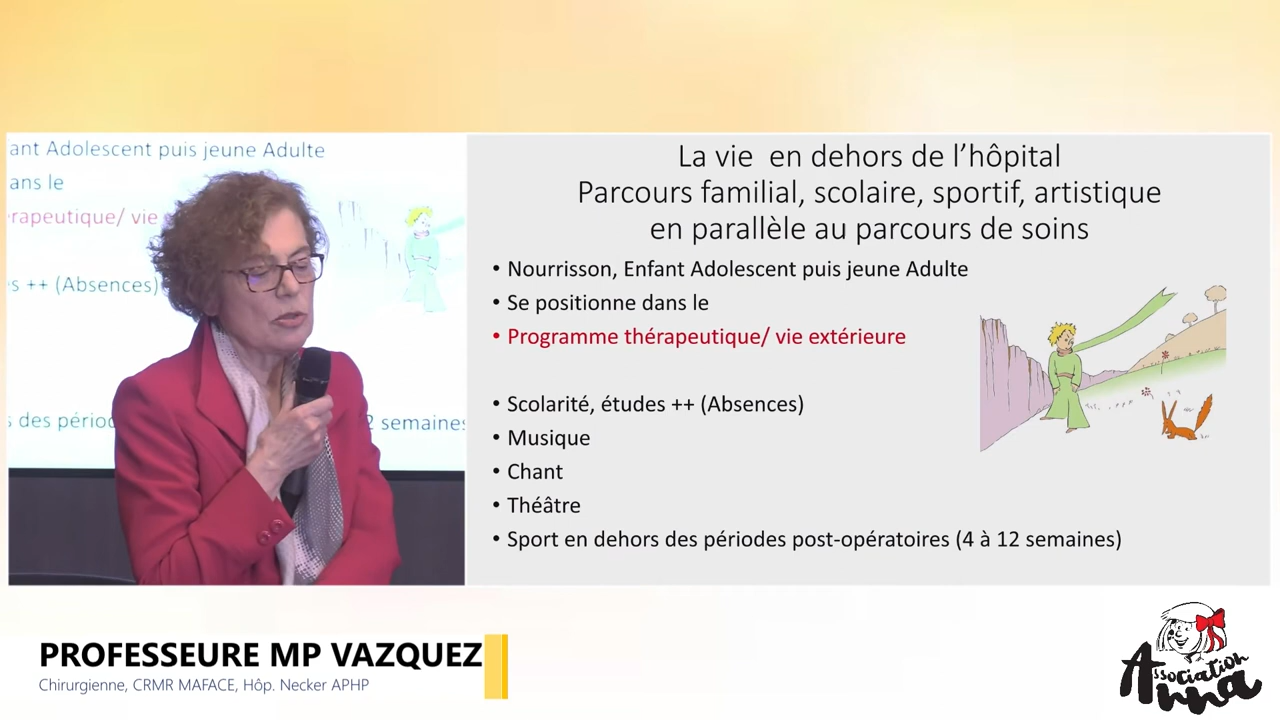 ant Adolescent puis jeune Adulte
ans le
rapeutique/ vie
s ++ (Absences)
s des périod
2 semaines
La vie en dehors de l’hôpital
Parcours familial, scolaire, sportif, artistique
en parallèle au parcours de soins
• Nourrisson, Enfant Adolescent puis jeune Adulte
• Se positionne dans le
• Programme thérapeutique/ vie extérieure
• Scolarité, études ++ (Absences)
• Musique
• Chant
• Théâtre
• Sport en dehors des périodes post-opératoires (4 à 12 semaines)
PROFESSEURE MP VAZQUEZ
Chirurgienne, CRMR MAFACE, Hôp. Necker APHP
Association
Anna